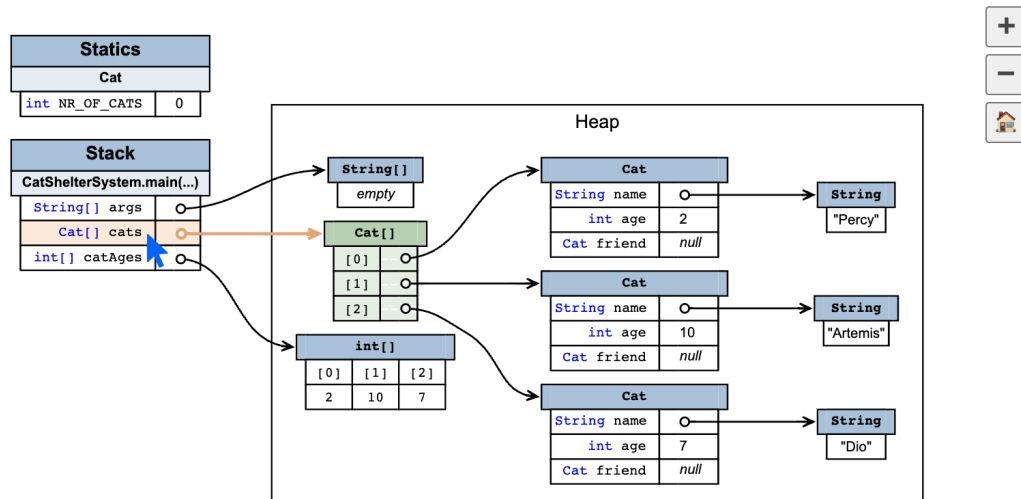 Statics
Cat
int NR_OF_CATS 0
Stack
CatShelterSystem.main(...)
String[] args
Cat[] cats
int[] catAges
Heap
String[]
empty
Cat[]
[0]
[1]
[2]
int[]
[0] [1] [2]
2 10 7
Cat
String name
int age 2
Cat friend null
String
"Percy"
Cat
String name
int age 10
Cat friend null
String
"Artemis"
Cat
String name
int age 7
Cat friend null
String
"Dio"